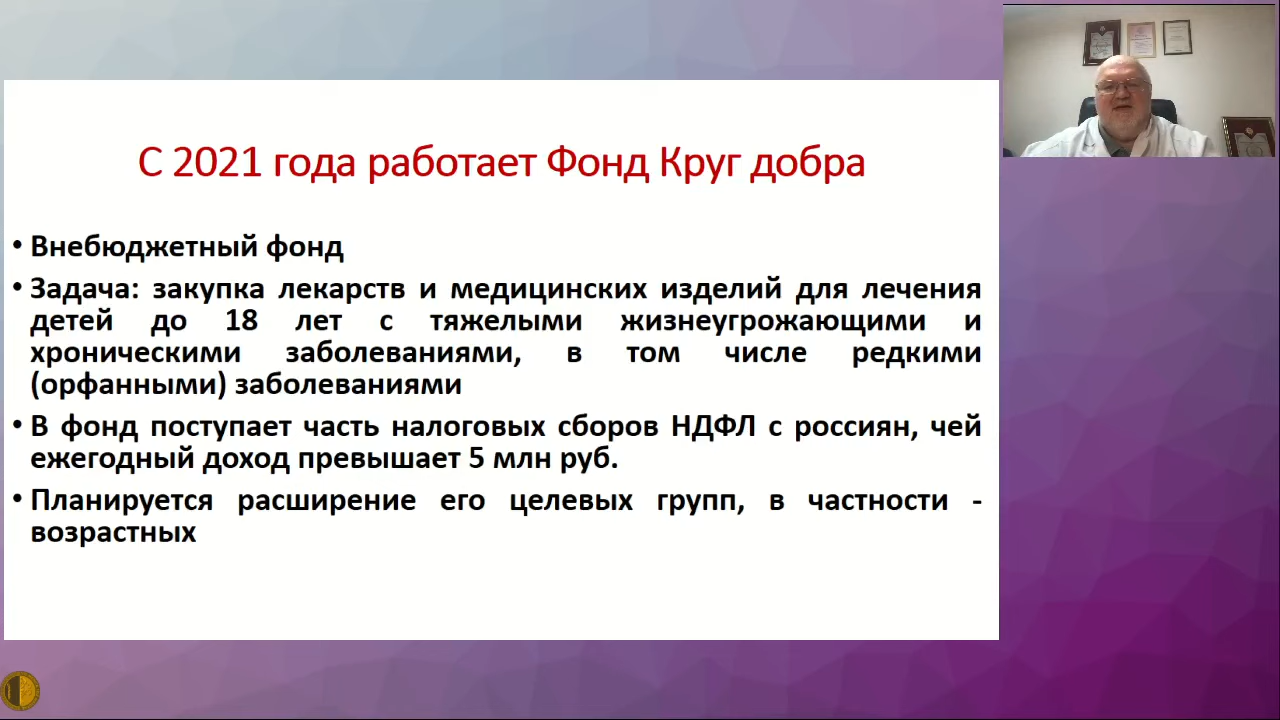 С 2021 года работает Фонд Круг добра
• Внебюджетный фонд
• Задача: закупка лекарств и медицинских изделий для лечения
детей до 18 лет с тяжелыми жизнеугрожающими и
хроническими заболеваниями, в том числе редкими
(орфанными) заболеваниями
• В фонд поступает часть налоговых сборов НДФЛ с россиян, чей
ежегодный доход превышает 5 млн руб.
• Планируется расширение его целевых групп, в частности -
возрастных